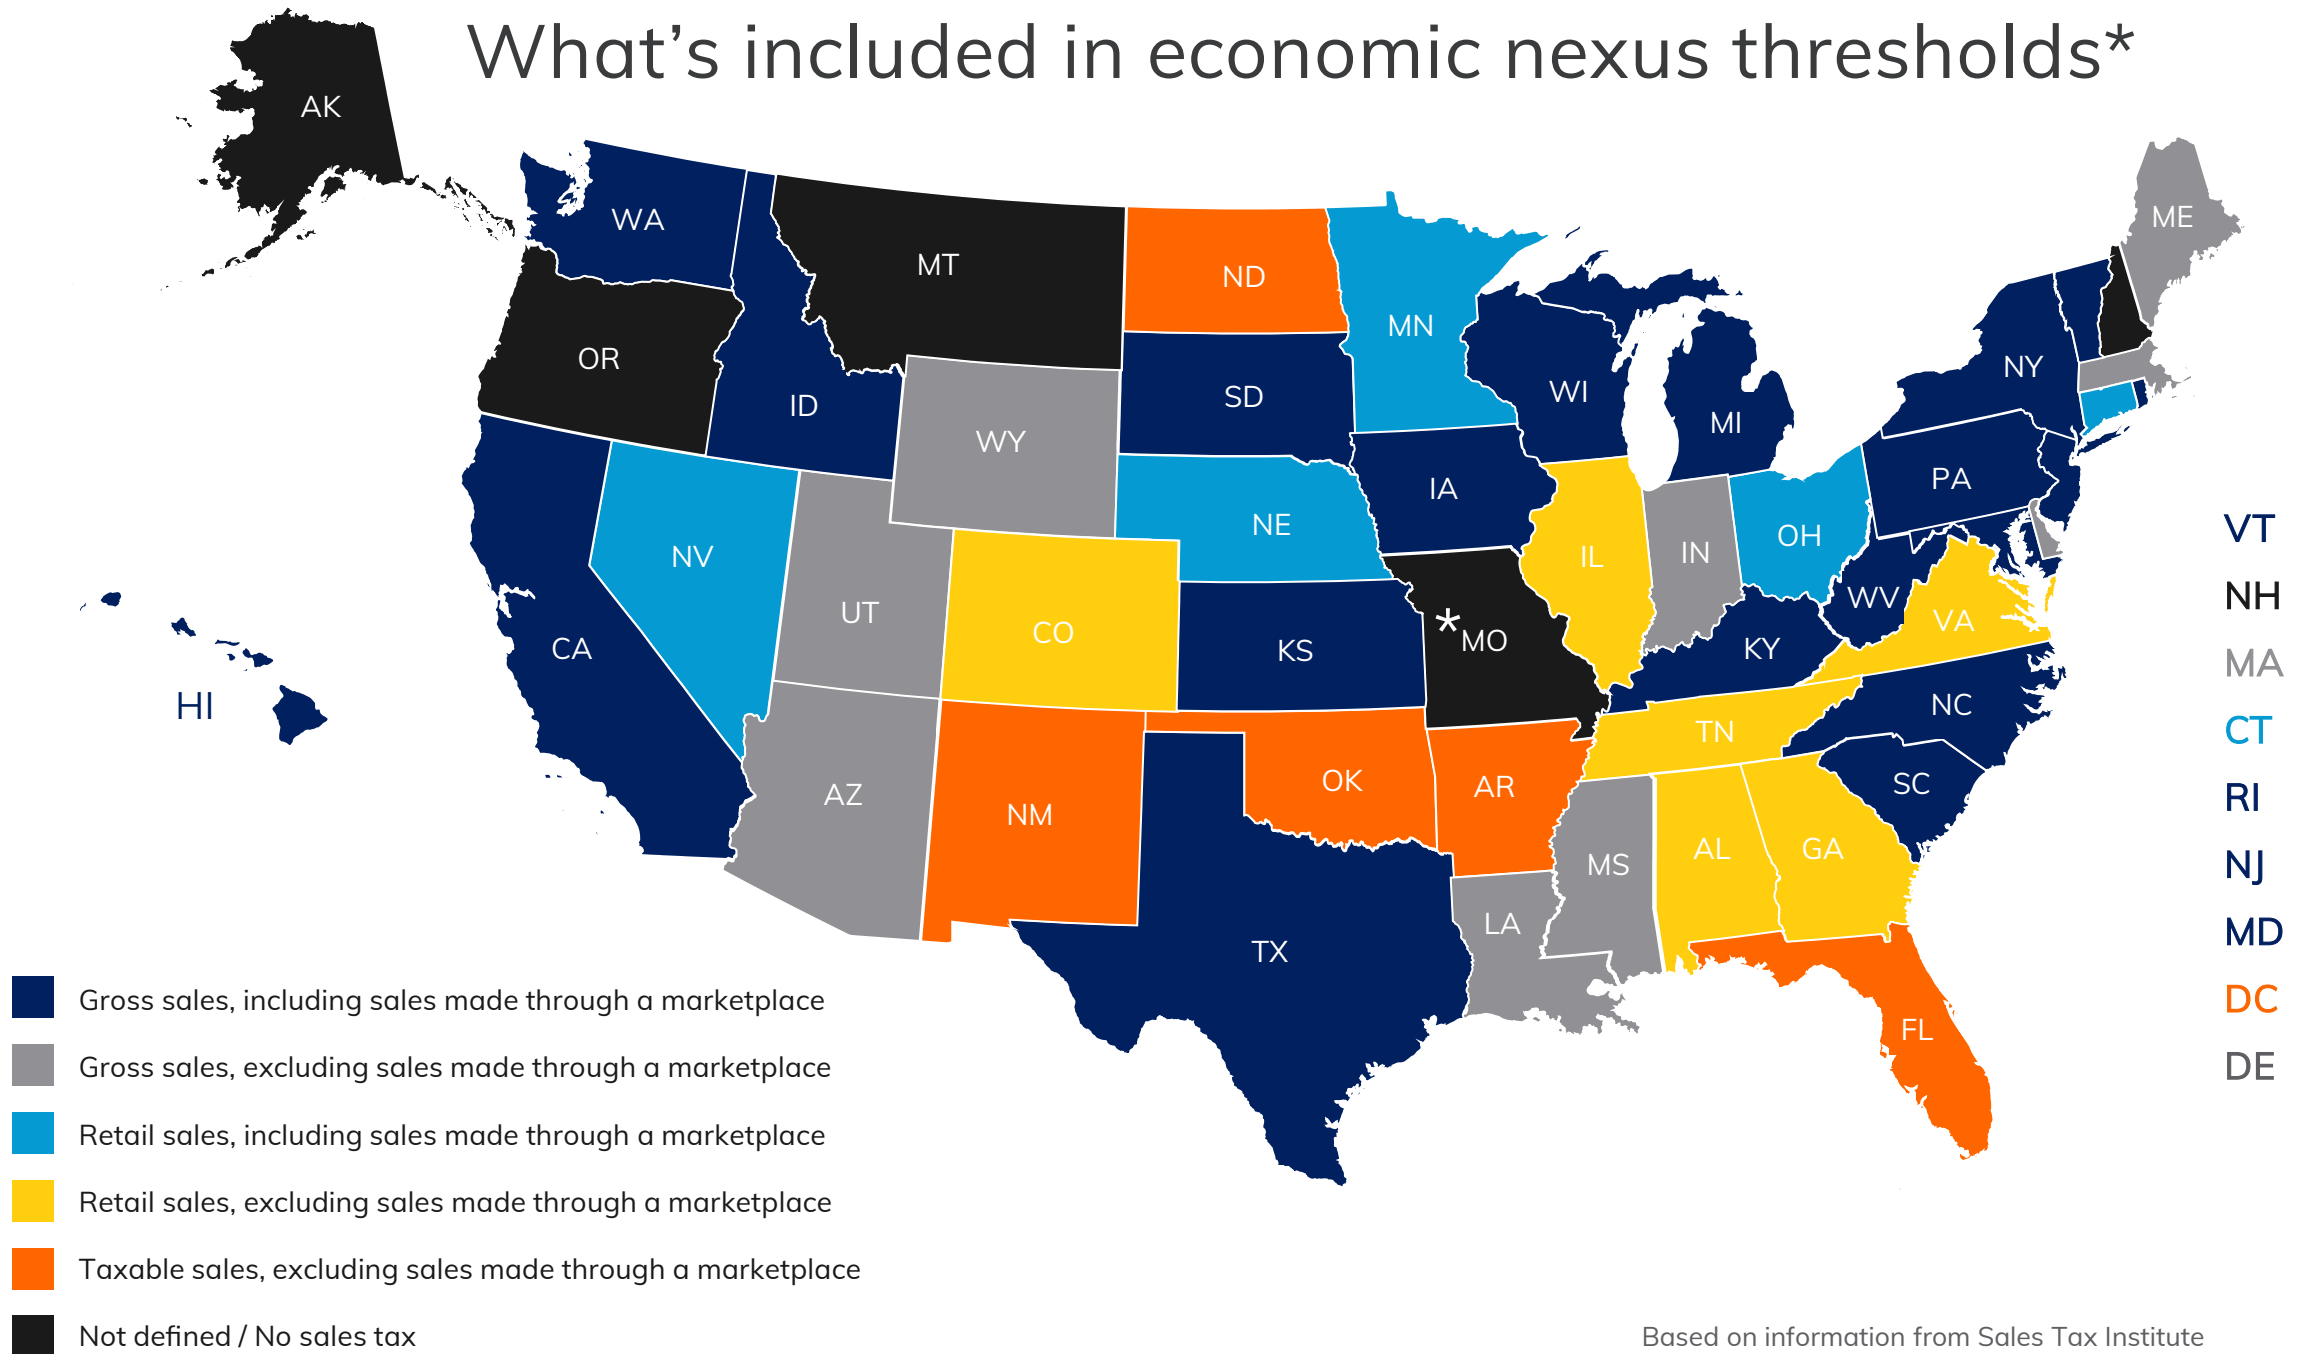 What's included in economic nexus thresholds*
AK
WA
MT
ND
MN
ME
OR
ID
WY
SD
WI
MI
NY
NV
UT
CO
NE
IA
IL
IN
OH
PA
CA
KS
*MO
KY
WV
VA
HI
AZ
NM
OK
AR
TN
NC
SC
TX
LA
MS
AL
GA
FL
VT
NH
MA
CT
RI
NJ
MD
DC
DE
Gross sales, including sales made through a marketplace
Gross sales, excluding sales made through a marketplace
Retail sales, including sales made through a marketplace
Retail sales, excluding sales made through a marketplace
Taxable sales, excluding sales made through a marketplace
Not defined / No sales tax
Based on information from Sales Tax Institute